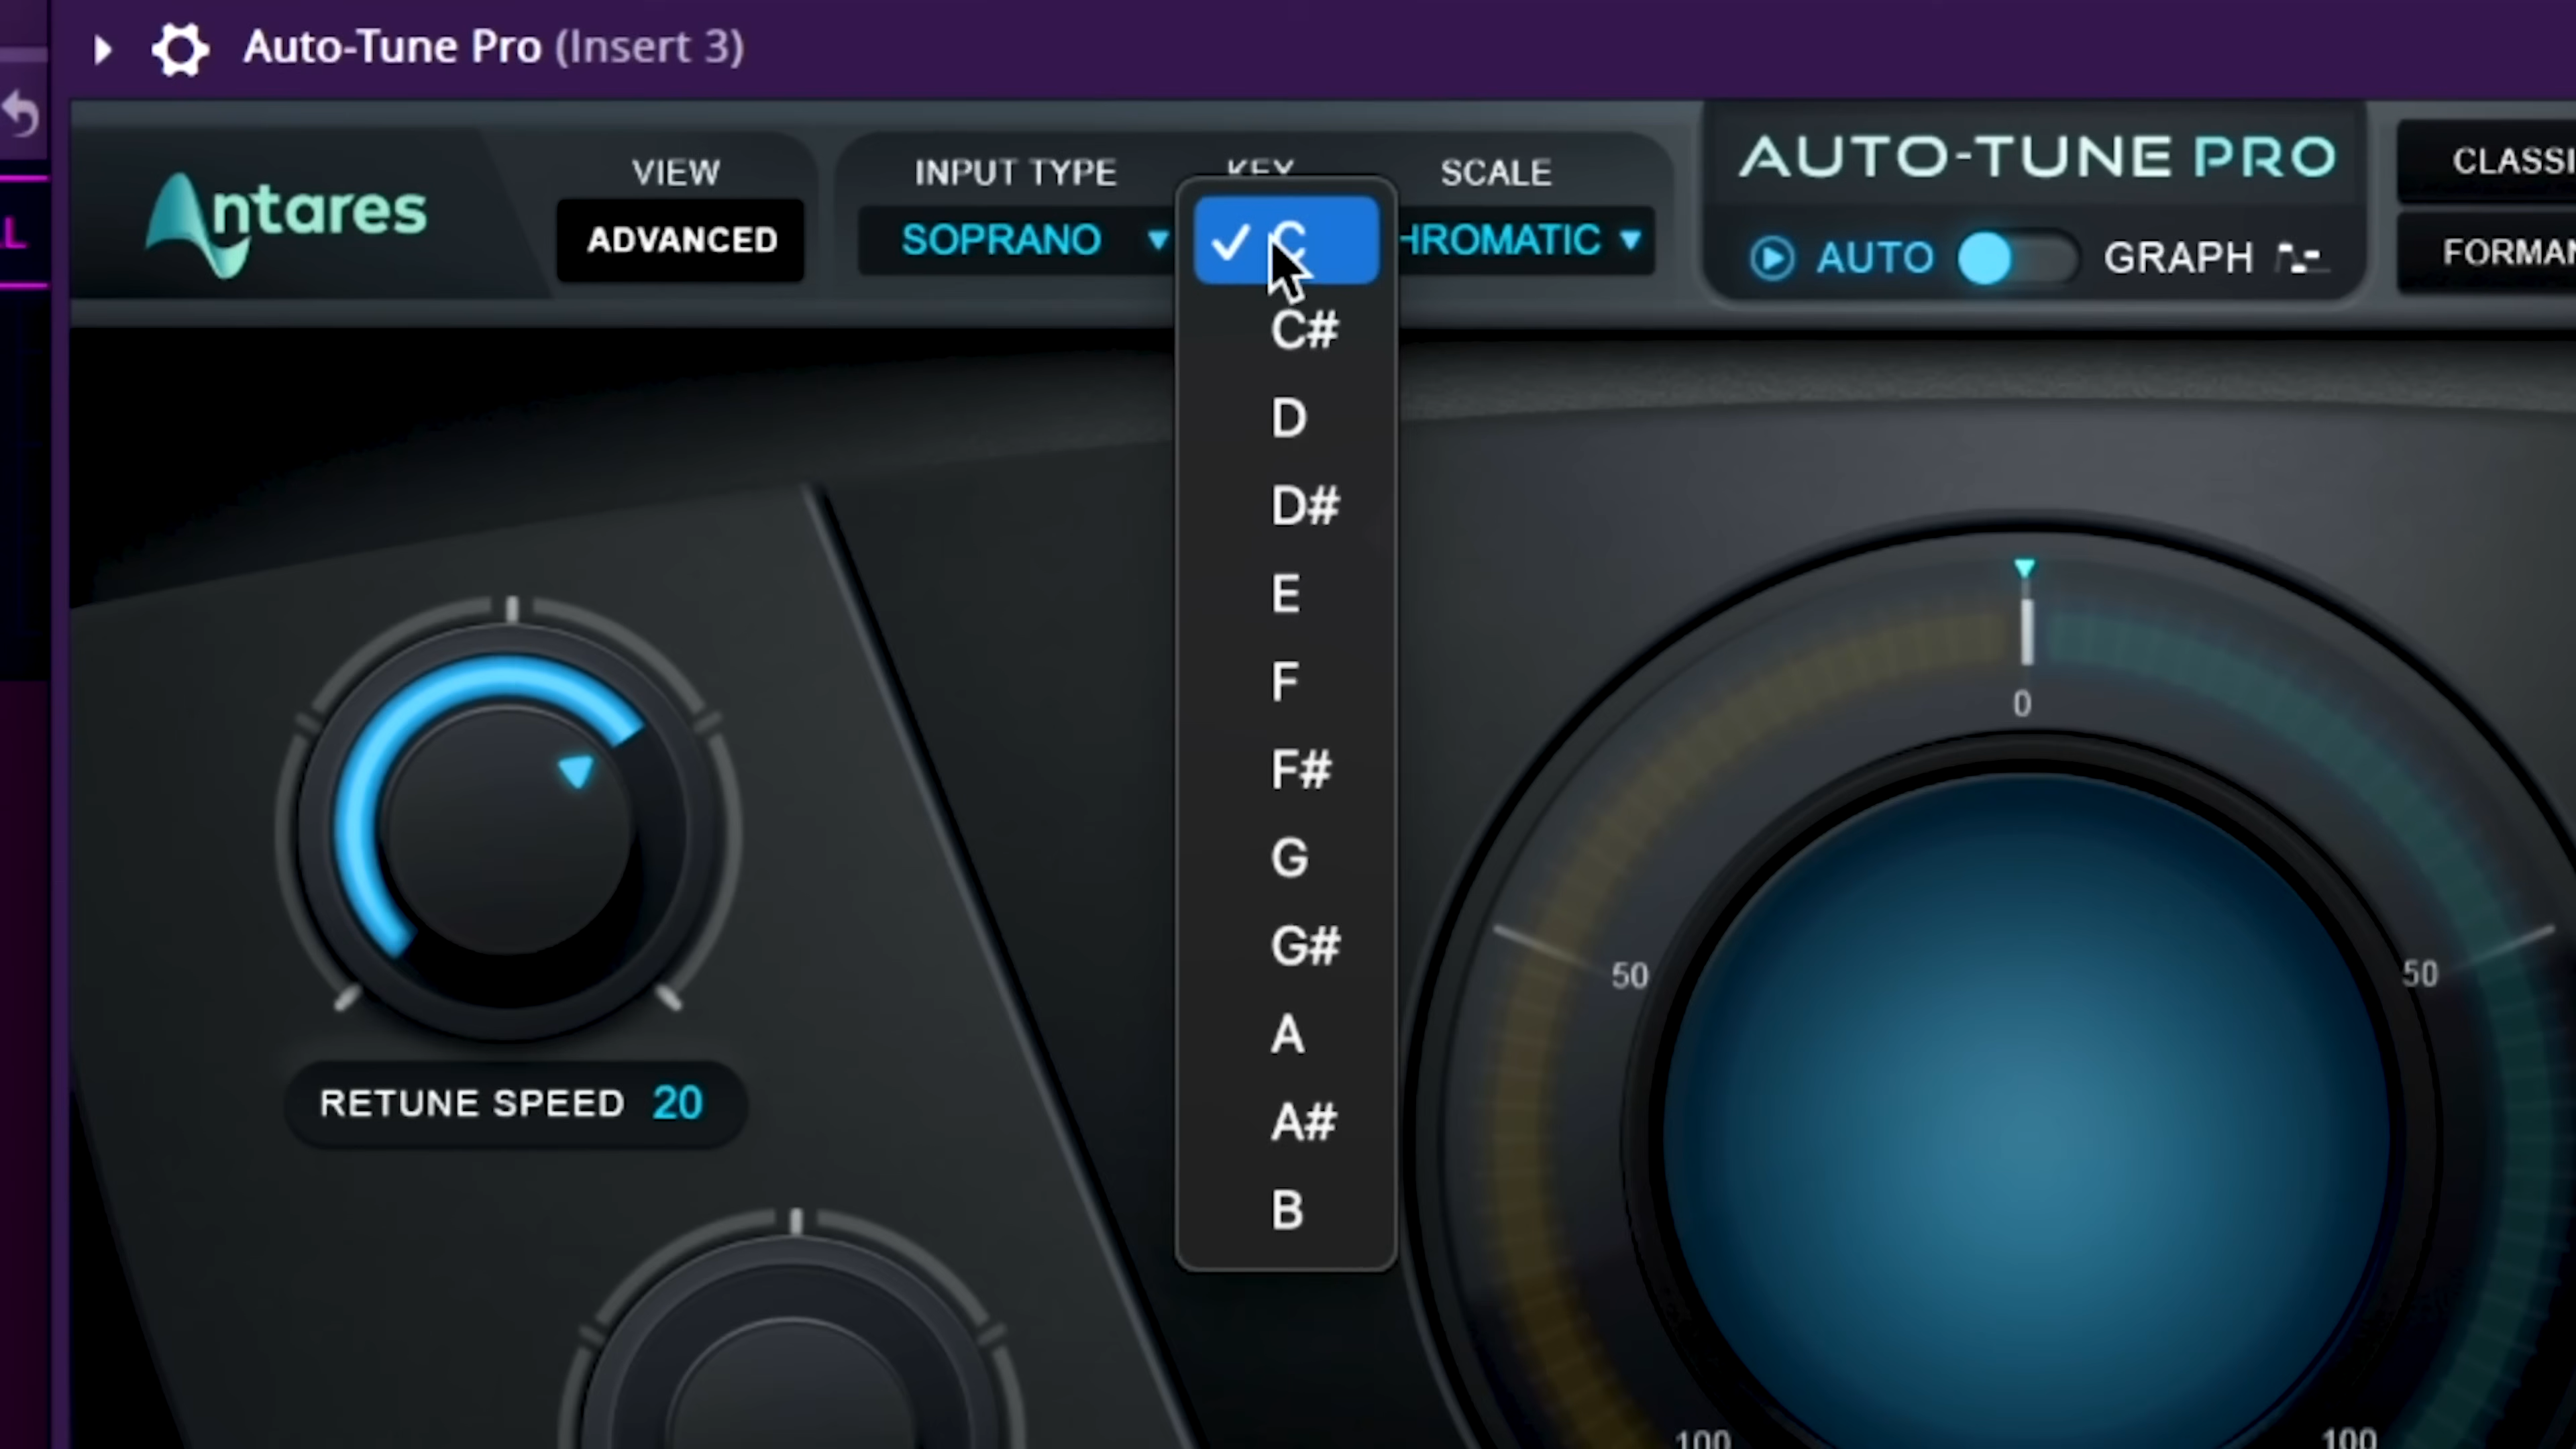 Auto-Tune Pro (Insert 3)
Antares
VIEW
ADVANCED
INPUT TYPE
SOPRANO
KEY
SCALE
HROMATIC
AUTO-TUNE PRO
AUTO
GRAPH
CLASSI
FORMAN
L
C
C#
D
D#
E
F
F#
G
G#
A
A#
B
RETUNE SPEED 20
0
50
50
100
100